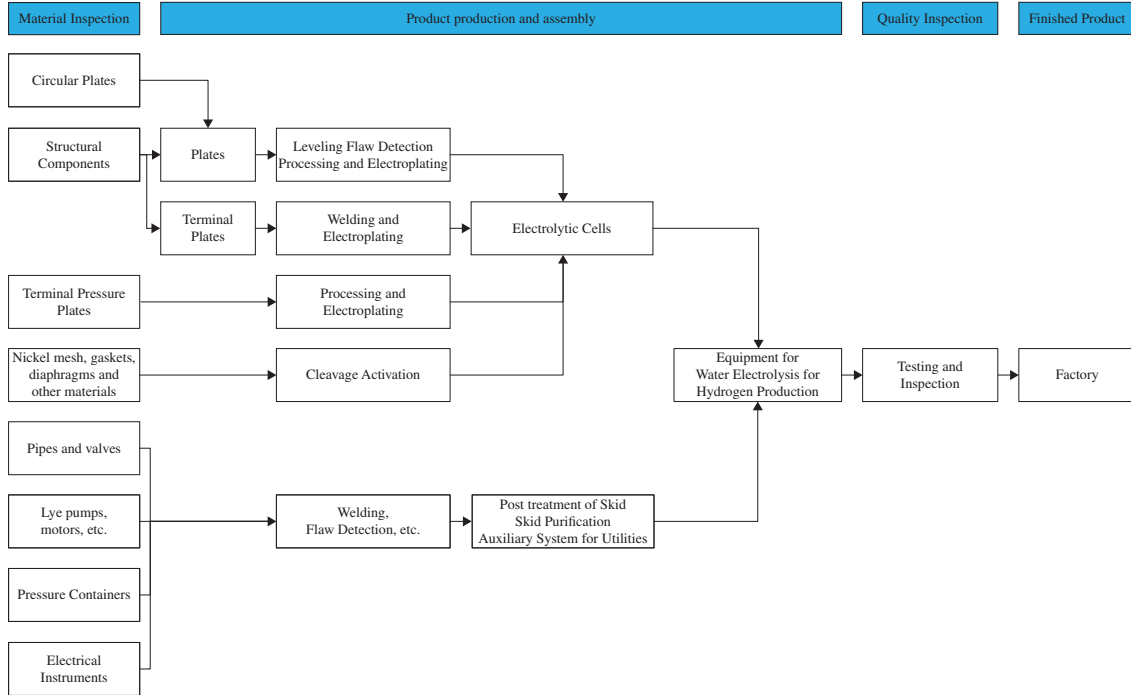 Material Inspection
Product production and assembly
Quality Inspection
Finished Product
Circular Plates
Structural
Components
Plates
Leveling Flaw Detection
Processing and Electroplating
Terminal
Plates
Welding and
Electroplating
Electrolytic Cells
Terminal Pressure
Plates
Processing and
Electroplating
Nickel mesh, gaskets,
diaphragms and
other materials
Cleavage Activation
Equipment for
Water Electrolysis for
Hydrogen Production
Testing and
Inspection
Factory
Pipes and valves
Lye pumps,
motors, etc.
Welding,
Flaw Detection, etc.
Post treatment of Skid
Skid Purification
Auxiliary System for Utilities
Pressure Containers
Electrical
Instruments